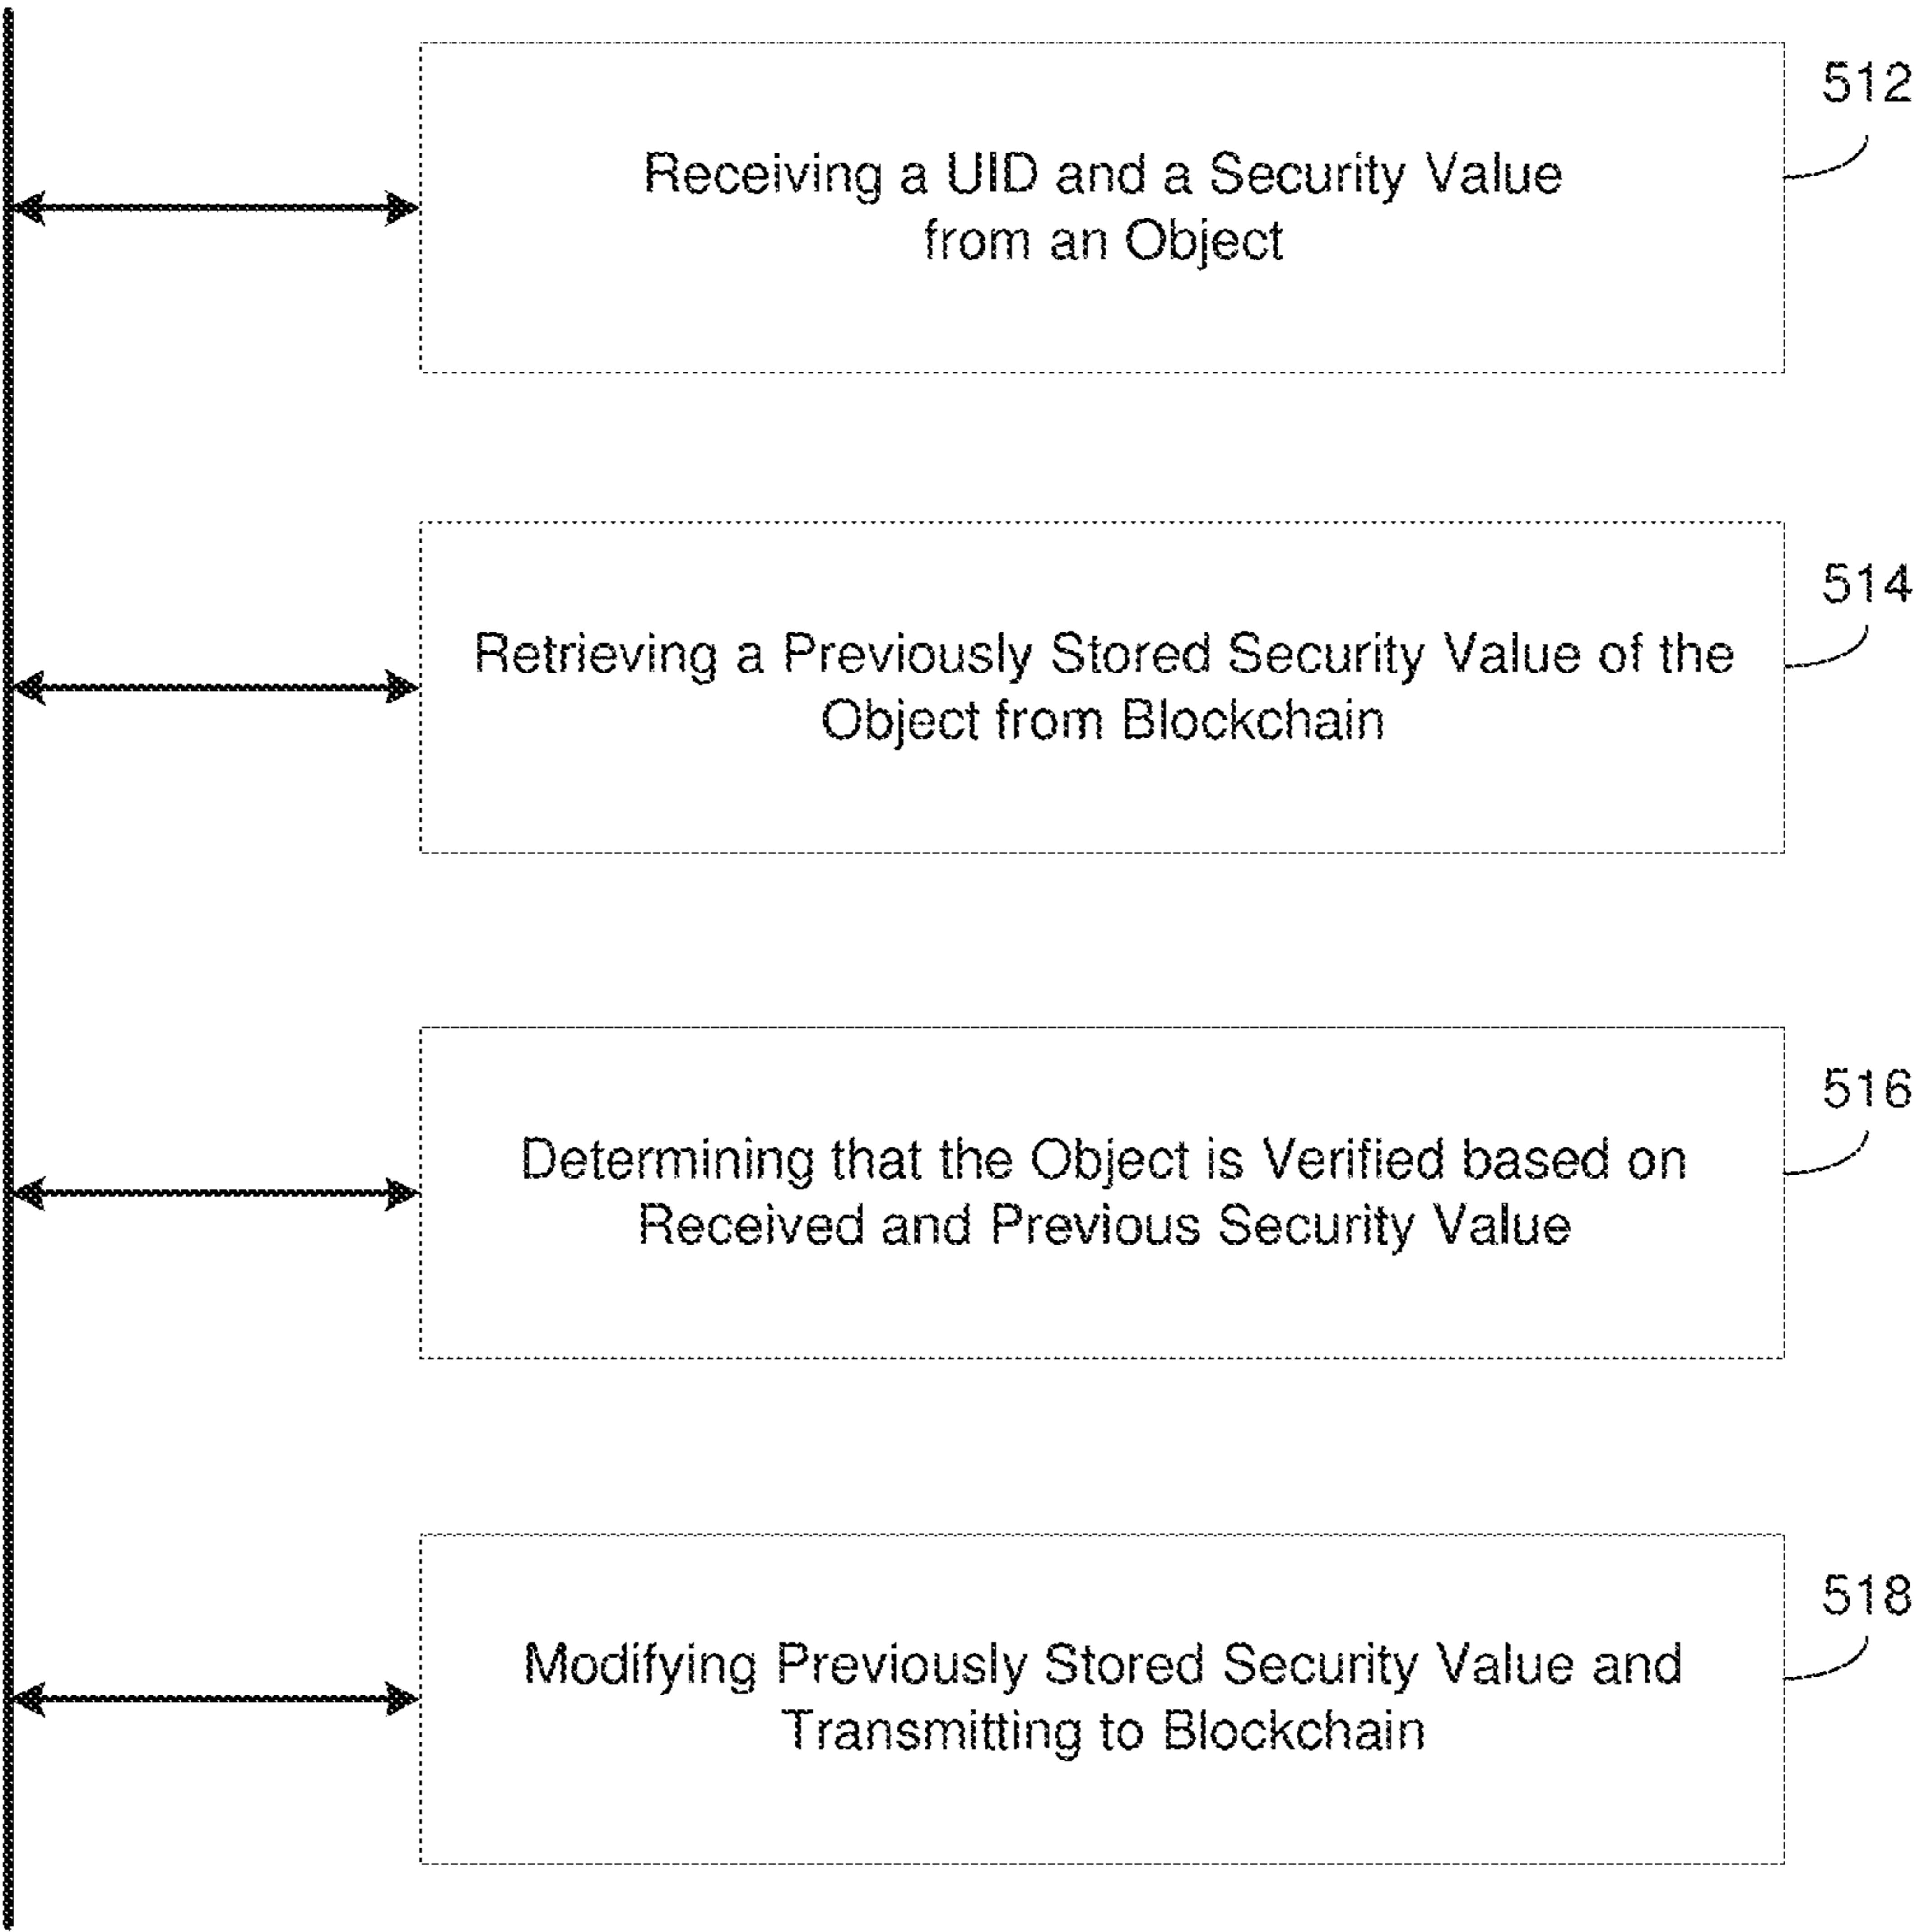 512
Receiving a UID and a Security Value
from an Object
514
Retrieving a Previously Stored Security Value of the
Object from Blockchain
516
Determining that the Object is Verified based on
Received and Previous Security Value
518
Modifying Previously Stored Security Value and
Transmitting to Blockchain